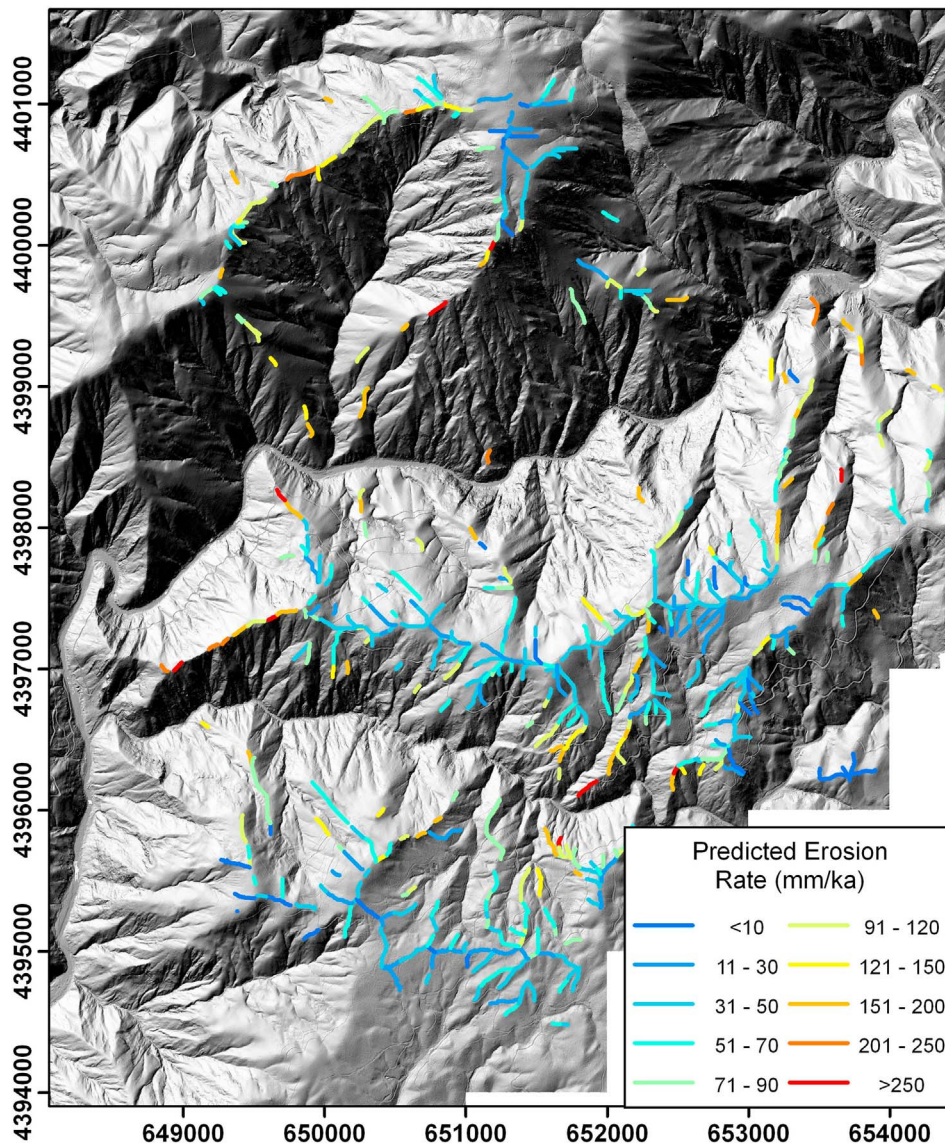 4401000
4400000
4399000
4398000
4397000
4396000
4395000
4394000
Predicted Erosion
Rate (mm/ka)
<10 91 - 120
11 - 30 121 - 150
31 - 50 151 - 200
51 - 70 201 - 250
71 - 90 >250
649000 650000 651000 652000 653000 654000